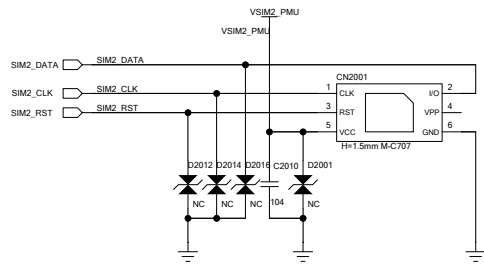 VSIM2_PMU
VSIM2_PMU
SIM2_DATA SIM2_DATA
CN2001
SIM2_CLK SIM2_CLK 1 CLK I/O 2
SIM2_RST SIM2_RST 3 RST VPP 4
5 VCC GND 6
H=1.5mm M-C707
D2012 D2014 D2016 C2010 D2001
NC NC NC 104 NC